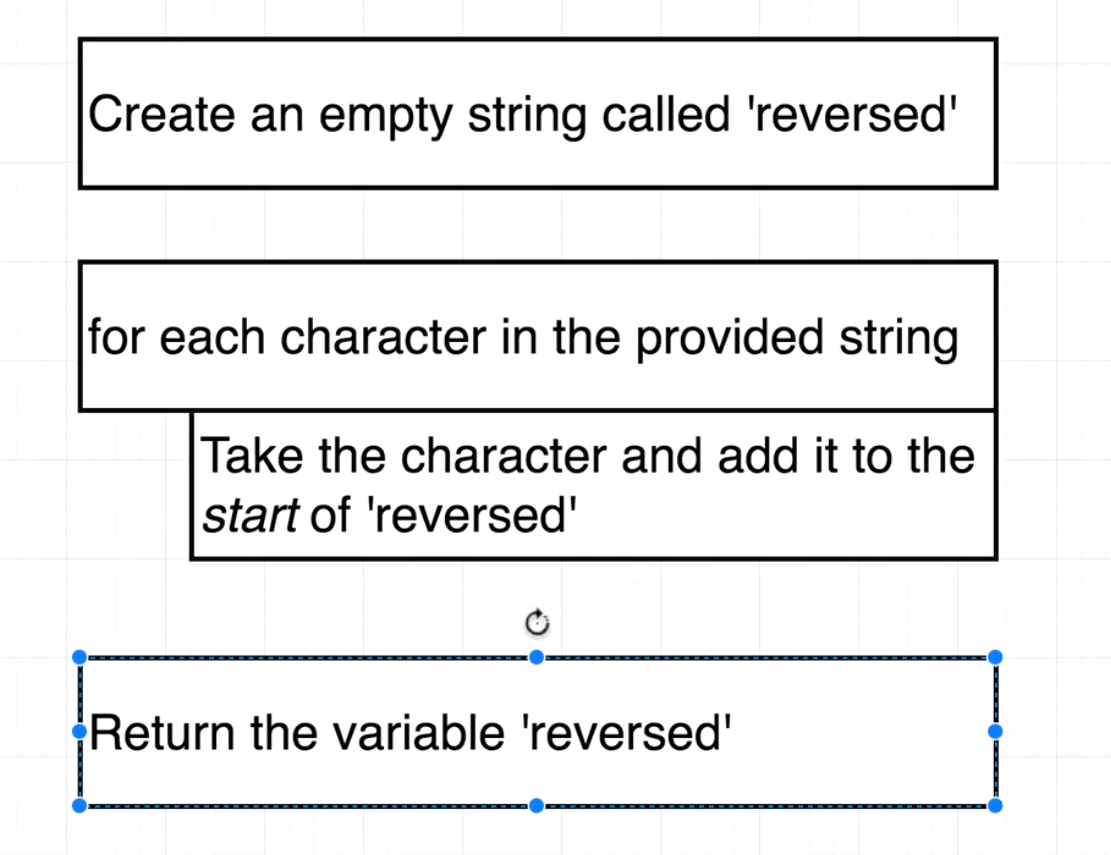 Create an empty string called 'reversed'
for each character in the provided string
Take the character and add it to the
start of 'reversed'
Return the variable 'reversed'